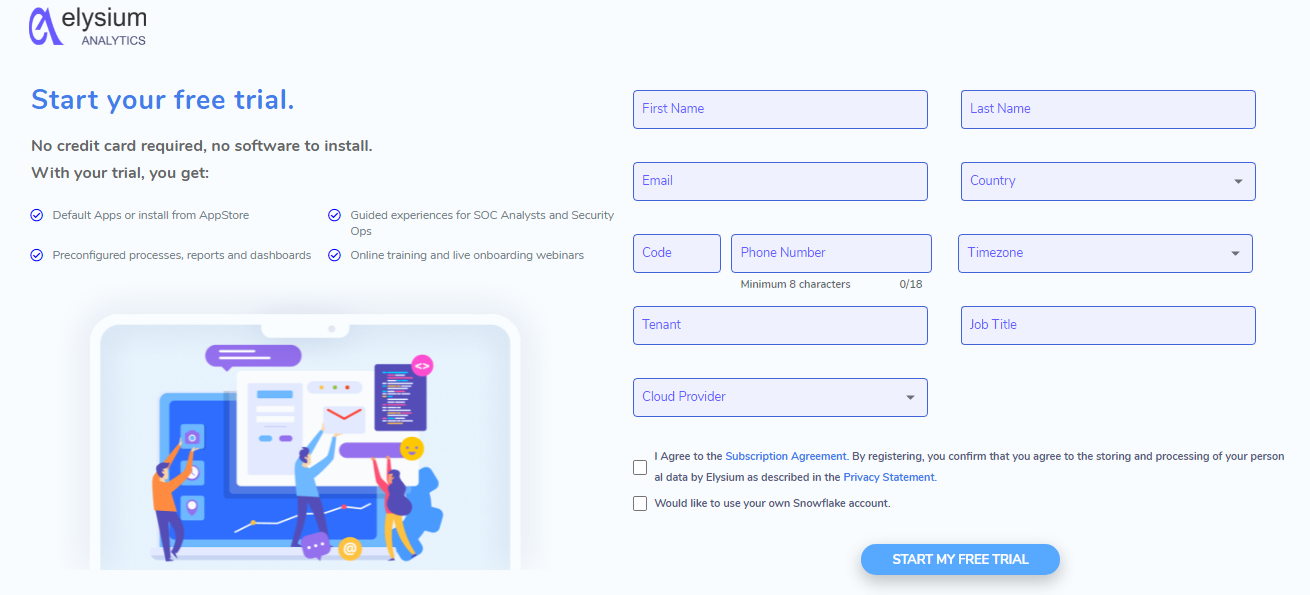 elysium
ANALYTICS
Start your free trial.
No credit card required, no software to install.
With your trial, you get:
Default Apps or install from AppStore
Guided experiences for SOC Analysts and Security
Ops
Preconfigured processes, reports and dashboards
Online training and live onboarding webinars
First Name
Last Name
Email
Country
Code
Phone Number
Timezone
Minimum 8 characters
0/18
Tenant
Job Title
Cloud Provider
I Agree to the Subscription Agreement. By registering, you confirm that you agree to the storing and processing of your person
al data by Elysium as described in the Privacy Statement.
Would like to use your own Snowflake account.
START MY FREE TRIAL